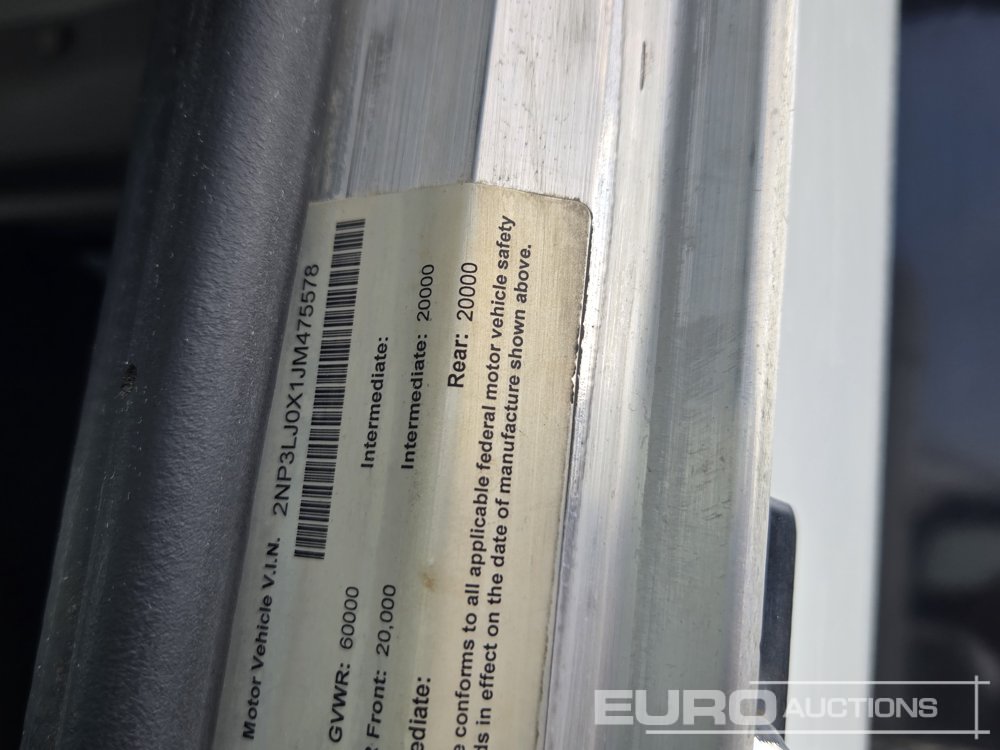 Motor Vehicle V.I.N. 2NP3LJ0X1JM475578
GVWR: 60000 Intermediate:
Front: 20,000 Intermediate: 20000
Rear: 20000
conforms to all applicable federal motor vehicle safety
in effect on the date of manufacture shown above.
EURO AUCTIONS